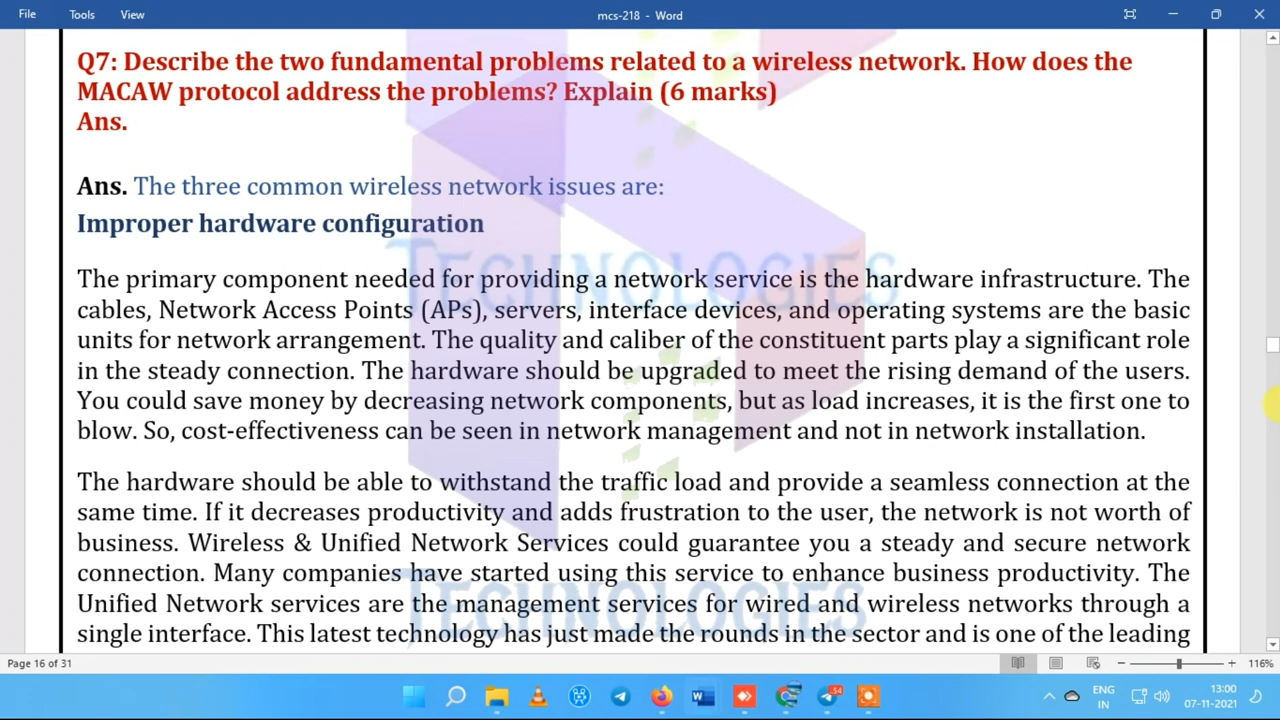 File Tools View mcs-218 - Word
Q7: Describe the two fundamental problems related to a wireless network. How does the
MACAW protocol address the problems? Explain (6 marks)
Ans.
Ans. The three common wireless network issues are:
Improper hardware configuration
The primary component needed for providing a network service is the hardware infrastructure. The
cables, Network Access Points (APs), servers, interface devices, and operating systems are the basic
units for network arrangement. The quality and caliber of the constituent parts play a significant role
in the steady connection. The hardware should be upgraded to meet the rising demand of the users.
You could save money by decreasing network components, but as load increases, it is the first one to
blow. So, cost-effectiveness can be seen in network management and not in network installation.
The hardware should be able to withstand the traffic load and provide a seamless connection at the
same time. If it decreases productivity and adds frustration to the user, the network is not worth of
business. Wireless & Unified Network Services could guarantee you a steady and secure network
connection. Many companies have started using this service to enhance business productivity. The
Unified Network services are the management services for wired and wireless networks through a
single interface. This latest technology has just made the rounds in the sector and is one of the leading
TECHNOLOGIES
TECHNOLOGIES
Page 16 of 31 116%
54 ENG 13:00
IN 07-11-2021